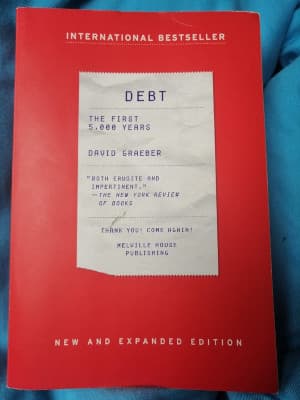 INTERNATIONAL BESTSELLER
DEBT
THE FIRST
5,000 YEARS
DAVID GRAEBER
"BOTH ERUDITE AND
IMPERTINENT."
—THE NEW YORK REVIEW
OF BOOKS
THANK YOU! COME AGAIN!
MELVILLE HOUSE
PUBLISHING
NEW AND EXPANDED EDITION